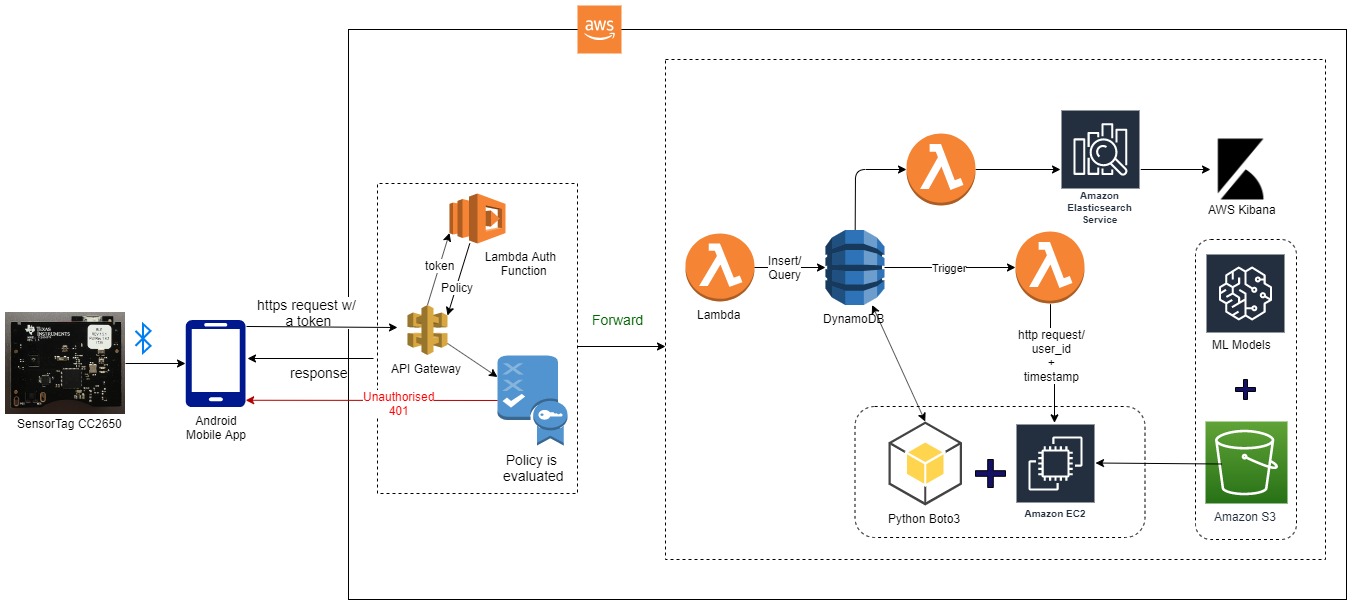 aws
Amazon
Elasticsearch
Service
AWS Kibana
Lambda Auth
Function
token
Policy
Insert/
Query
Trigger
Lambda
DynamoDB
https request w/
a token
Forward
API Gateway
response
http request/
user_id
+
timestamp
ML Models
TEXAS
INSTRUMENTS
Unauthorised
401
SensorTag CC2650
Android
Mobile App
Policy is
evaluated
Python Boto3
Amazon EC2
Amazon S3